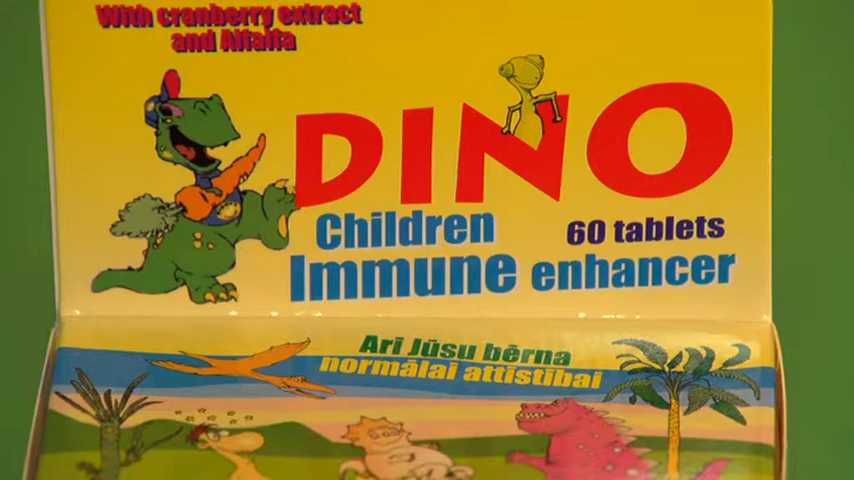 With cranberry extract
and Alfalfa
DINO
Children
60 tablets
Immune enhancer
Arī Jūsu bērna
normālai attīstībai